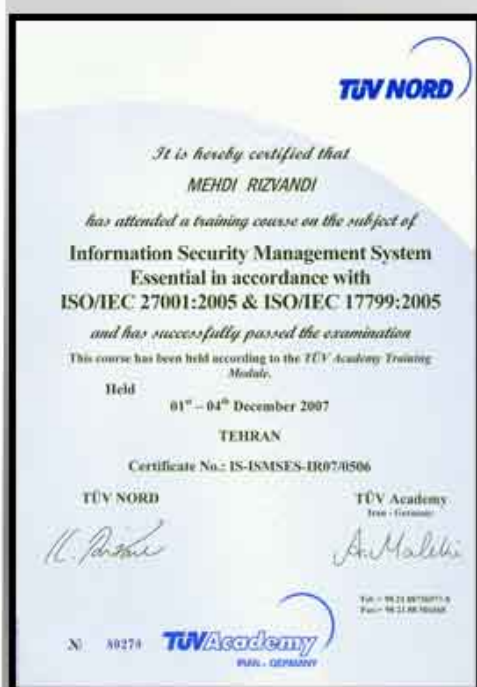 TÜV NORD
It is hereby certified that
MEHDI RIZVANDI
has attended a training course on the subject of
Information Security Management System
Essential in accordance with
ISO/IEC 27001:2005 & ISO/IEC 17799:2005
and has successfully passed the examination
This course has been held according to the TÜV Academy Training
Module.
Held
01st – 04th December 2007
TEHRAN
Certificate No.: IS-ISMSES-IR07/0506
TÜV NORD
TÜV Academy
Iran - Germany
A. Maleki
TÜVAcademy
IRAN - GERMANY